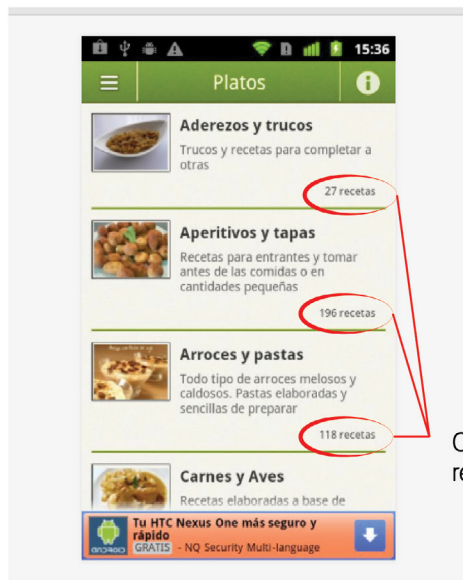 15:36
Platos
Aderezos y trucos
Trucos y recetas para completar a
otras
27 recetas
Aperitivos y tapas
Recetas para entrantes y tomar
antes de las comidas o en
cantidades pequeñas
196 recetas
Arroces y pastas
Todo tipo de arroces melosos y
caldosos. Pastas elaboradas y
sencillas de preparar
118 recetas
Carnes y Aves
Recetas elaboradas a base de
Tu HTC Nexus One más seguro y
rápido
GRATIS - NQ Security Multi-language
ANDROID